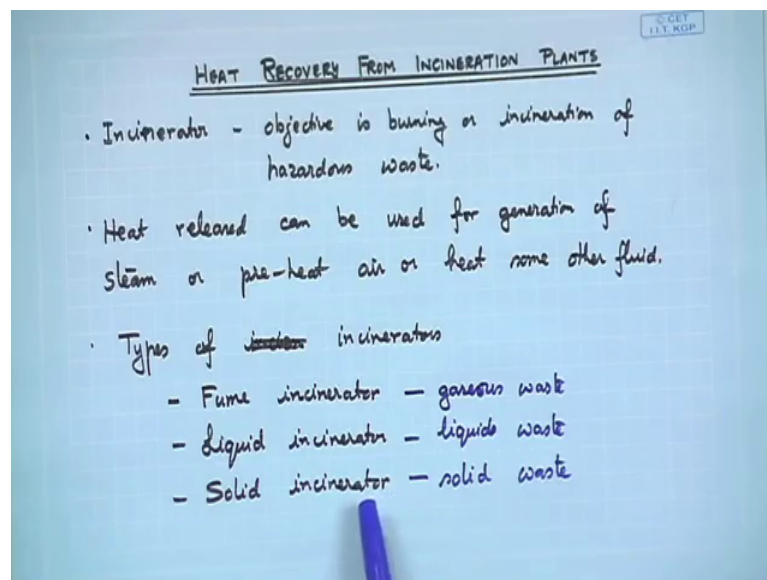 © CET
I.I.T. KGP
HEAT RECOVERY FROM INCINERATION PLANTS
· Incinerator - objective is burning or incineration of
hazardous waste.
· Heat released can be used for generation of
steam or pre-heat air or heat some other fluid.
· Types of incinerators
- Fume incinerator - gaseous waste
- Liquid incinerator - liquid waste
- Solid incinerator - solid waste